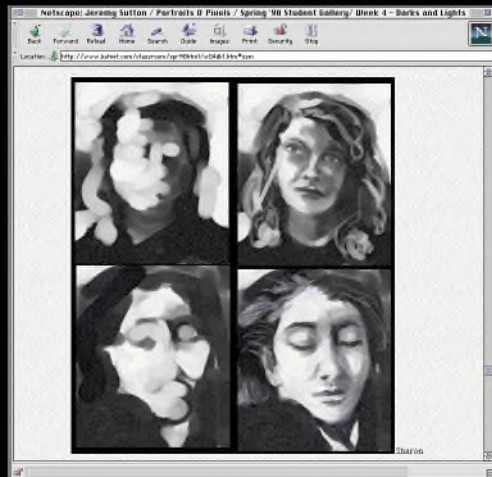 Netscape: Jeremy Sutton / Portraits & Pixels / Spring '98 Student Gallery/ Week 4 - Darks and Lights
Back Forward Reload Home Search Guide Images Print Security Stop
N
Location:
Sharon